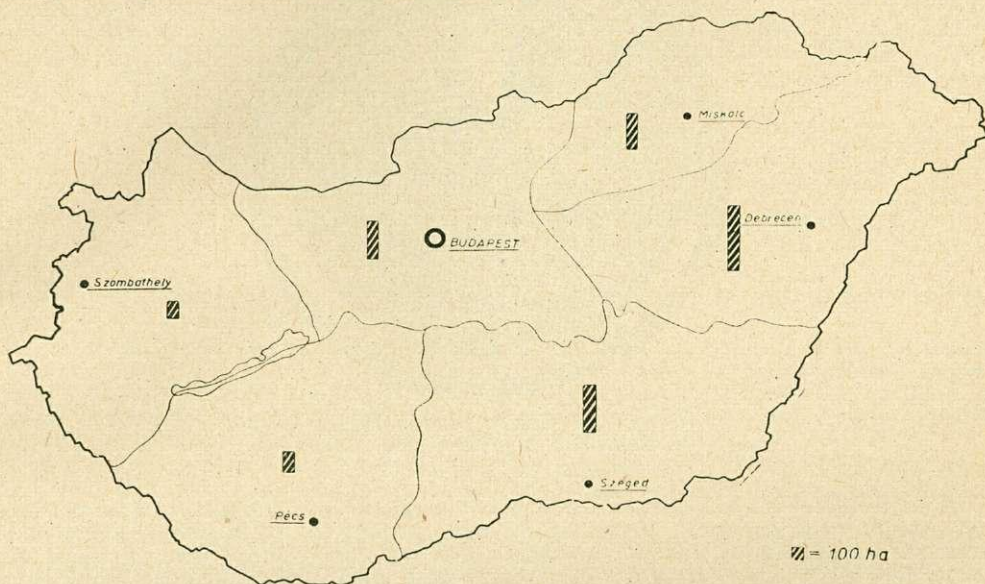 Miskolc
Debrecen
BUDAPEST
Szombathely
Szeged
Pécs
= 100 ha